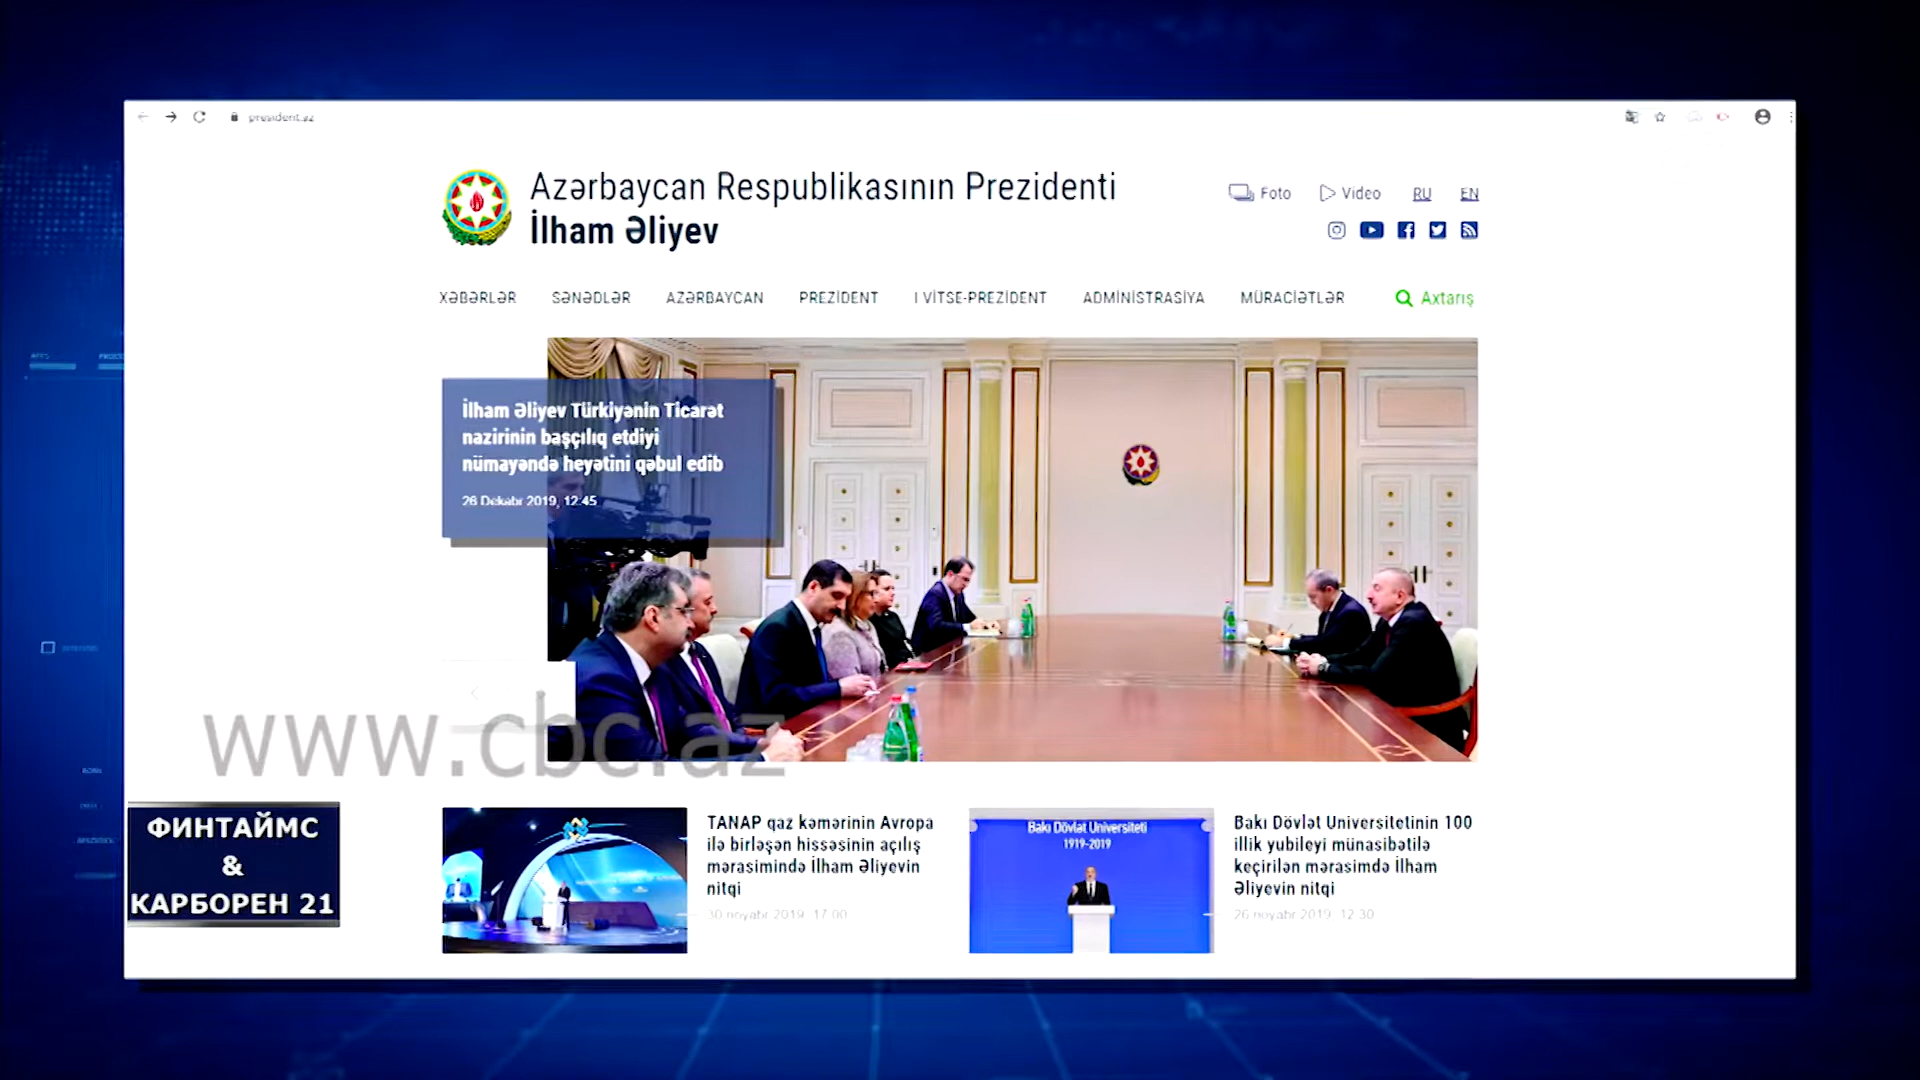 president.az
Azərbaycan Respublikasının Prezidenti
İlham Əliyev
Foto
Video
RU
EN
XƏBƏRLƏR
SƏNƏDLƏR
AZƏRBAYCAN
PREZİDENT
I VİTSE-PREZİDENT
ADMİNİSTRASİYA
MÜRACİƏTLƏR
Axtarış
İlham Əliyev Türkiyənin Ticarət
nazirinin başçılıq etdiyi
nümayəndə heyətini qəbul edib
26 Dekabr 2019, 12:45
www.cbc.az
ФИНТАЙМС
&
КАРБОРЕН 21
TANAP qaz kəmərinin Avropa
ilə birləşən hissəsinin açılış
mərasimində İlham Əliyevin
nitqi
30 noyabr 2019, 17:00
Bakı Dövlət Universiteti
1919-2019
Bakı Dövlət Universitetinin 100
illik yubileyi münasibətilə
keçirilən mərasimdə İlham
Əliyevin nitqi
26 noyabr 2019, 12:30